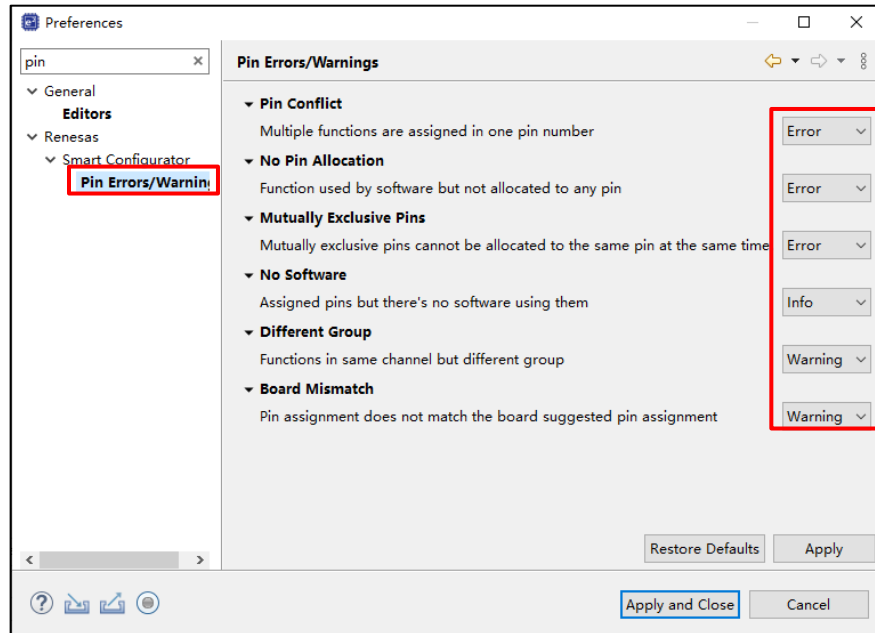 Preferences
pin
General
Editors
Renesas
Smart Configurator
Pin Errors/Warnin
Pin Errors/Warnings
Pin Conflict
Multiple functions are assigned in one pin number
Error
No Pin Allocation
Function used by software but not allocated to any pin
Error
Mutually Exclusive Pins
Mutually exclusive pins cannot be allocated to the same pin at the same time
Error
No Software
Assigned pins but there's no software using them
Info
Different Group
Functions in same channel but different group
Warning
Board Mismatch
Pin assignment does not match the board suggested pin assignment
Warning
Restore Defaults
Apply
Apply and Close
Cancel